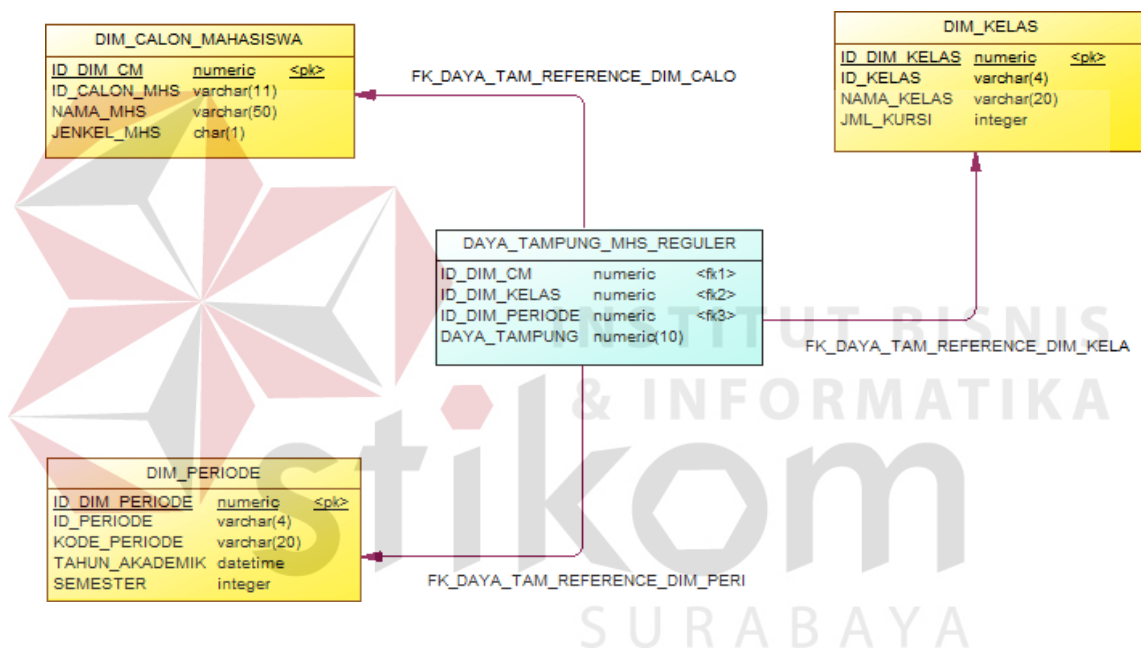 DIM_CALON_MAHASISWA
ID_DIM_CM numeric <pk>
ID_CALON_MHS varchar(11)
NAMA_MHS varchar(50)
JENKEL_MHS char(1)
FK_DAYA_TAM_REFERENCE_DIM_CALO
DIM_KELAS
ID_DIM_KELAS numeric <pk>
ID_KELAS varchar(4)
NAMA_KELAS varchar(20)
JML_KURSI integer
DAYA_TAMPUNG_MHS_REGULER
ID_DIM_CM numeric <fk1>
ID_DIM_KELAS numeric <fk2>
ID_DIM_PERIODE numeric <fk3>
DAYA_TAMPUNG numeric(10)
FK_DAYA_TAM_REFERENCE_DIM_KELA
DIM_PERIODE
ID_DIM_PERIODE numeric <pk>
ID_PERIODE varchar(4)
KODE_PERIODE varchar(20)
TAHUN_AKADEMIK datetime
SEMESTER integer
FK_DAYA_TAM_REFERENCE_DIM_PERI
INSTITUT BISNIS
& INFORMATIKA
stikom
SURABAYA